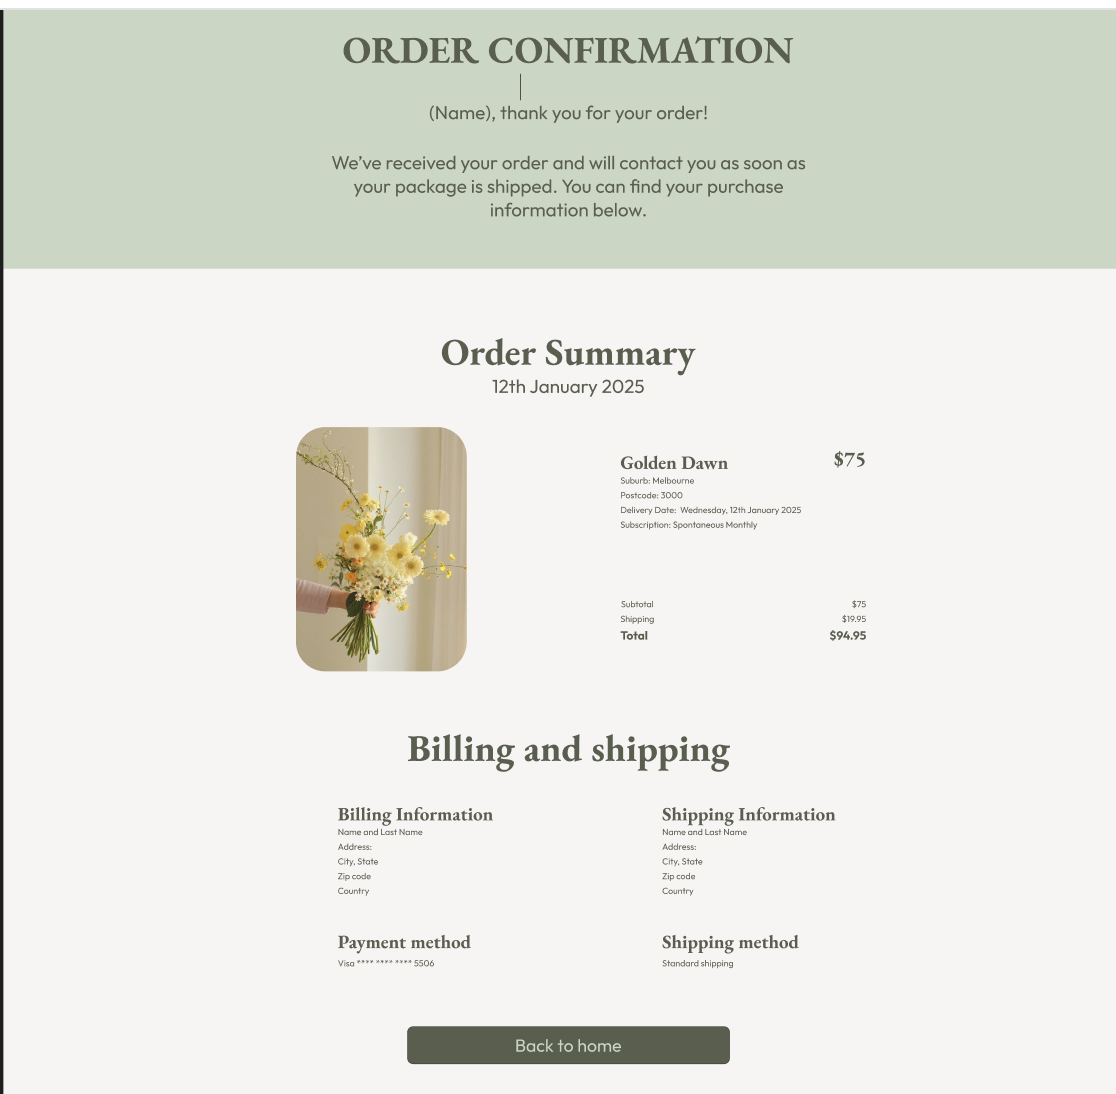 ORDER CONFIRMATION
(Name), thank you for your order!
We’ve received your order and will contact you as soon as
your package is shipped. You can find your purchase
information below.
Order Summary
12th January 2025
Golden Dawn
$75
Suburb: Melbourne
Postcode: 3000
Delivery Date:  Wednesday, 12th January 2025
Subscription: Spontaneous Monthly
Subtotal $75
Shipping $19.95
Total $94.95
Billing and shipping
Billing Information
Name and Last Name
Address:
City, State
Zip code
Country
Shipping Information
Name and Last Name
Address:
City, State
Zip code
Country
Payment method
Visa **** **** **** 5506
Shipping method
Standard shipping
Back to home